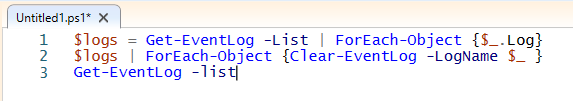 Untitled1.ps1* X
1 $logs = Get-EventLog -List | ForEach-Object {$_.Log}
2 $logs | ForEach-Object {Clear-EventLog -LogName $_ }
3 Get-EventLog -list